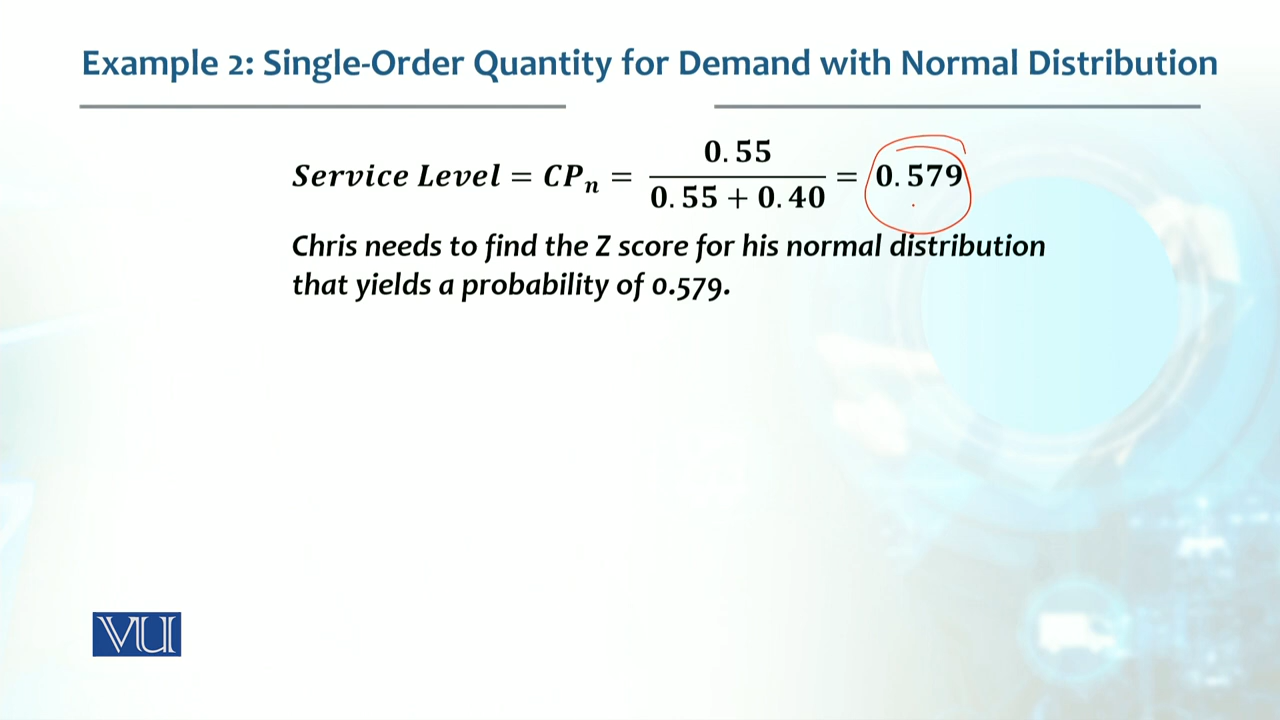 Example 2: Single-Order Quantity for Demand with Normal Distribution
Service Level = CPₙ = 0.55 / (0.55 + 0.40) = 0.579
Chris needs to find the Z score for his normal distribution
that yields a probability of 0.579.
VU